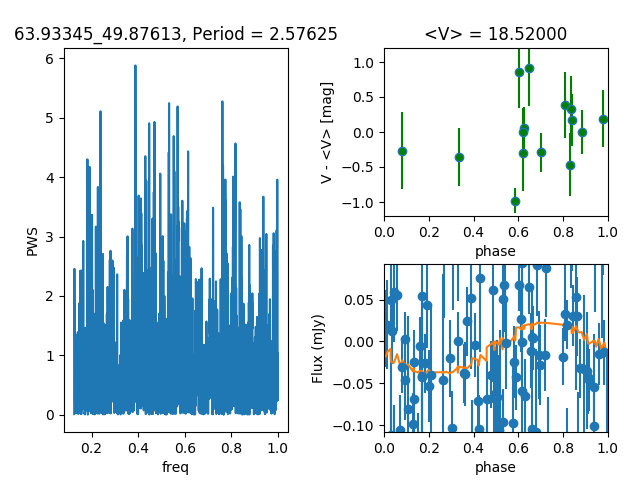 63.93345_49.87613, Period = 2.57625
<V> = 18.52000
6
5
4
3
2
1
0
PWS
0.2 0.4 0.6 0.8 1.0
freq
1.0
0.5
0.0
−0.5
−1.0
V - <V> [mag]
0.0 0.2 0.4 0.6 0.8 1.0
phase
0.05
0.00
−0.05
−0.10
Flux (mJy)
0.0 0.2 0.4 0.6 0.8 1.0
phase